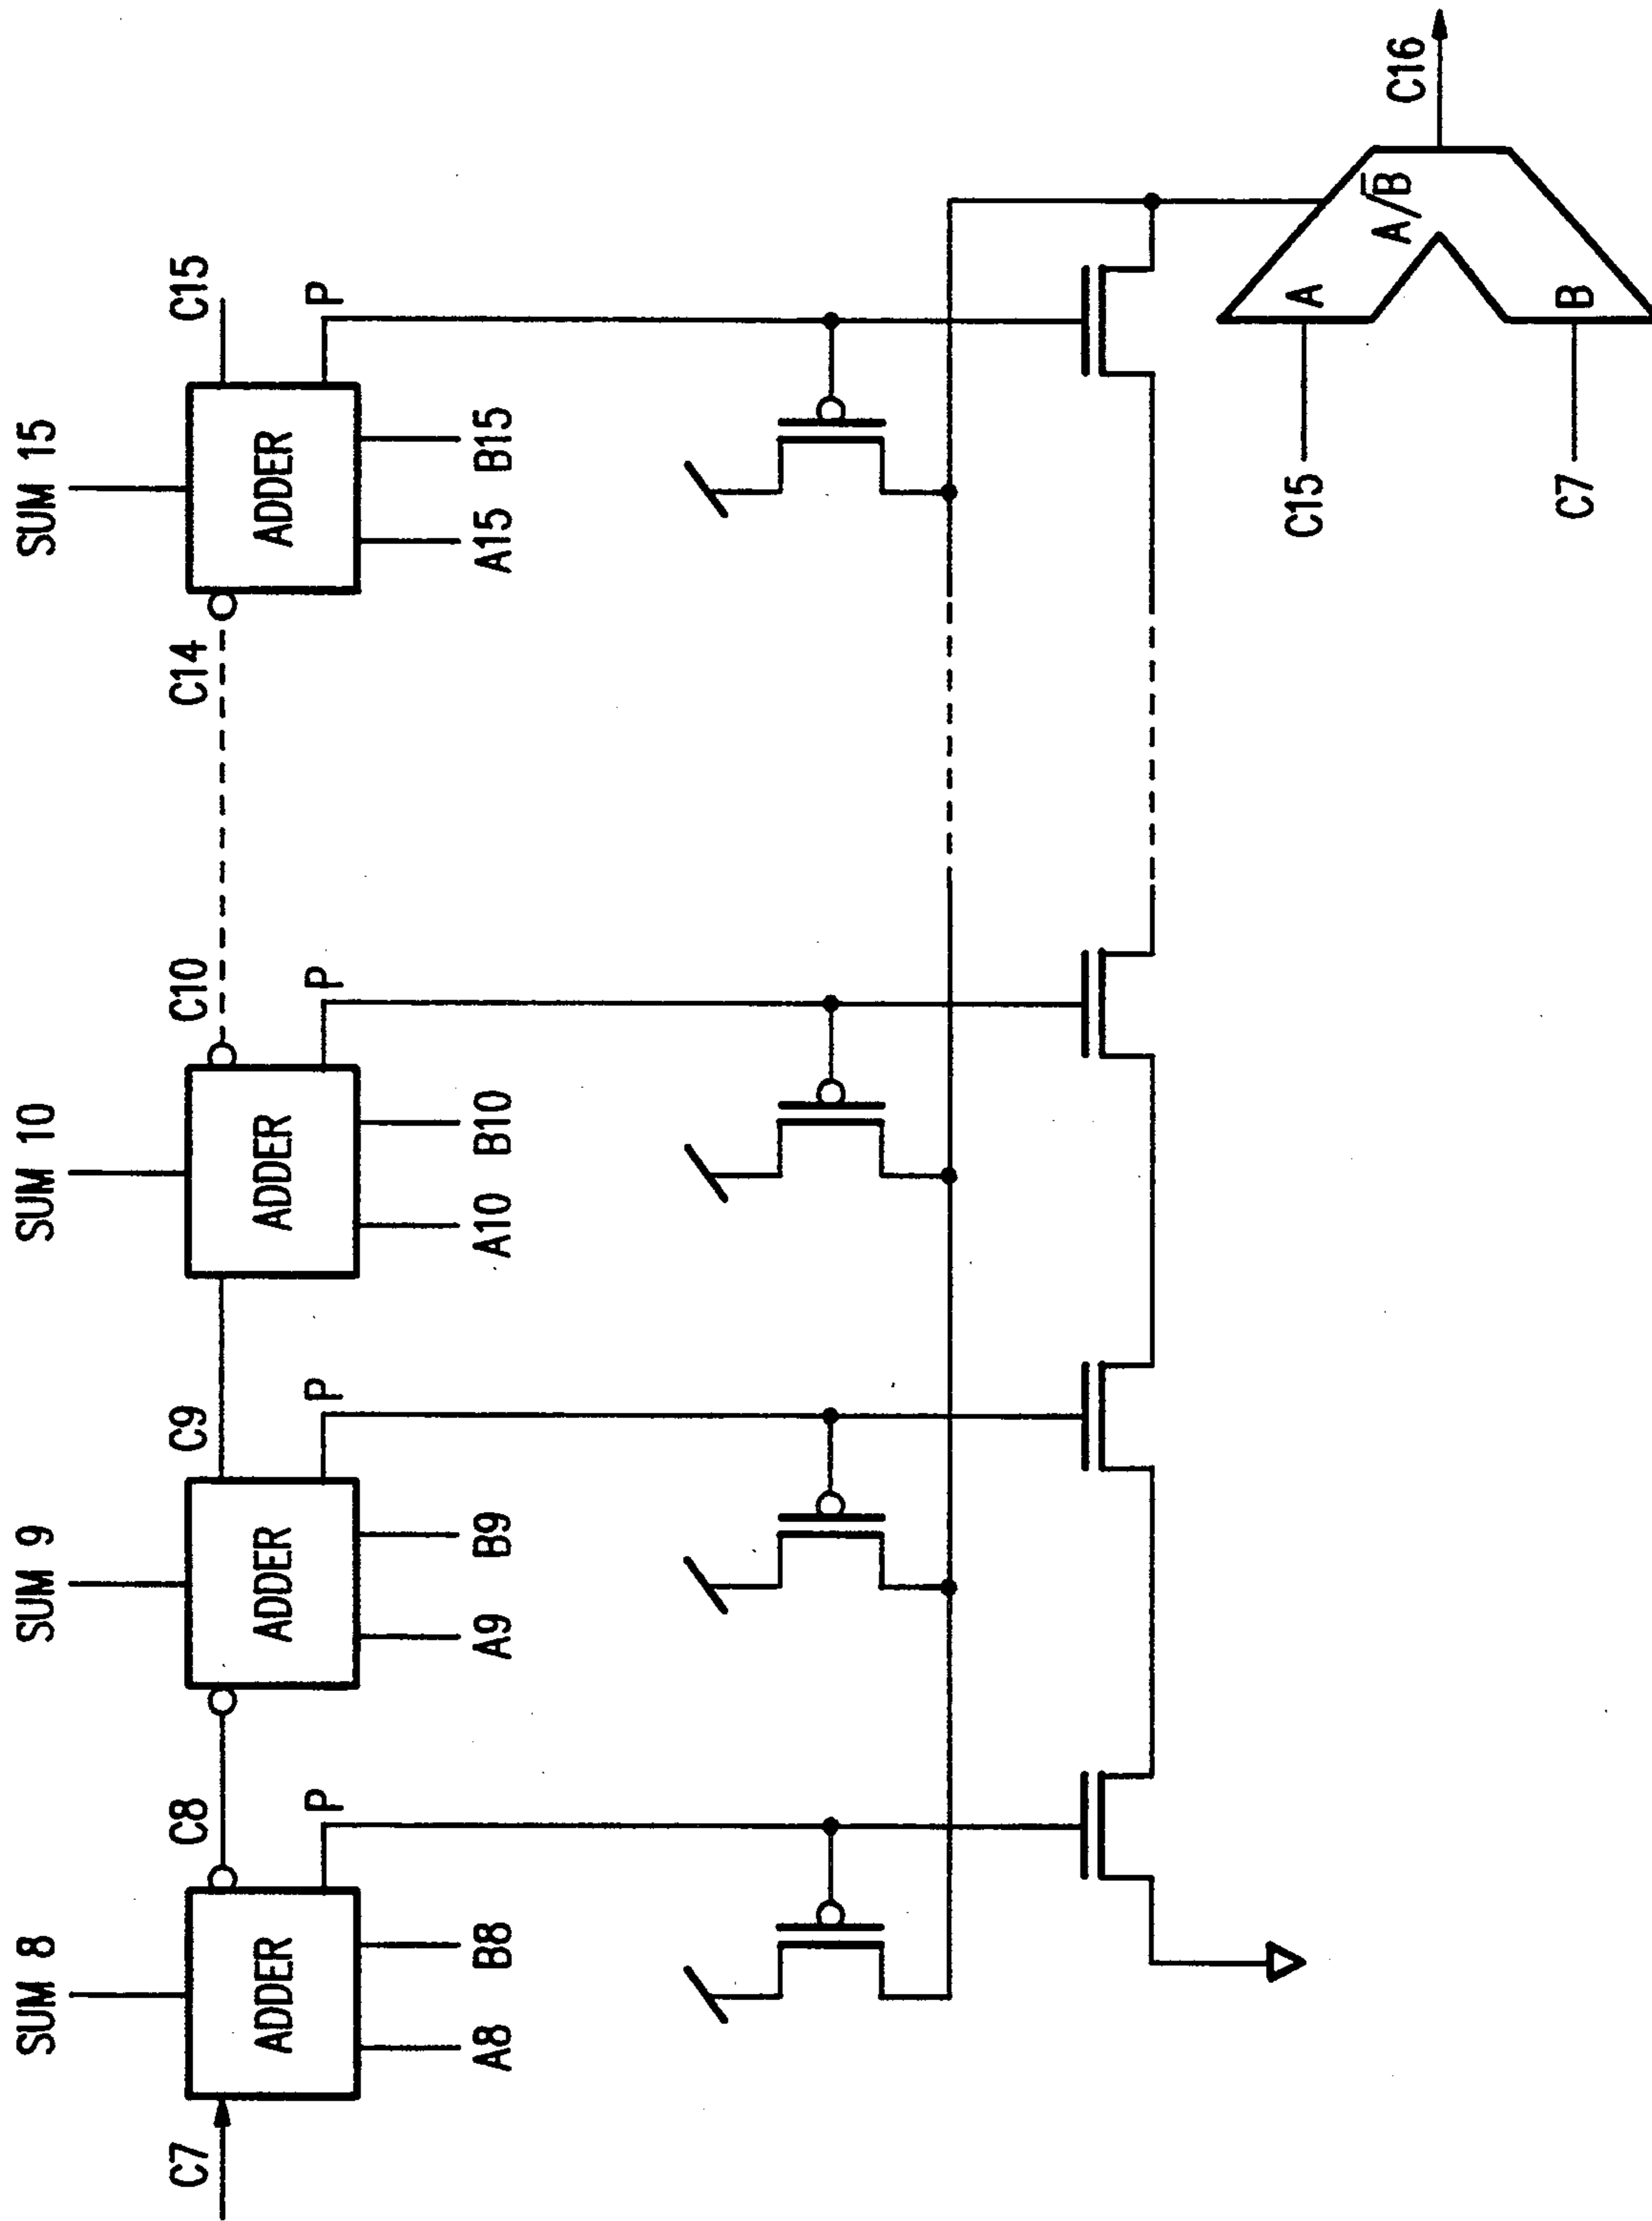 SUM 8
SUM 9
SUM 10
SUM 15
C7
C8
C9
C10
C14
C15
ADDER
ADDER
ADDER
ADDER
P
P
P
P
A8
B8
A9
B9
A10
B10
A15
B15
C15
A
A/B̅
C16
C7
B